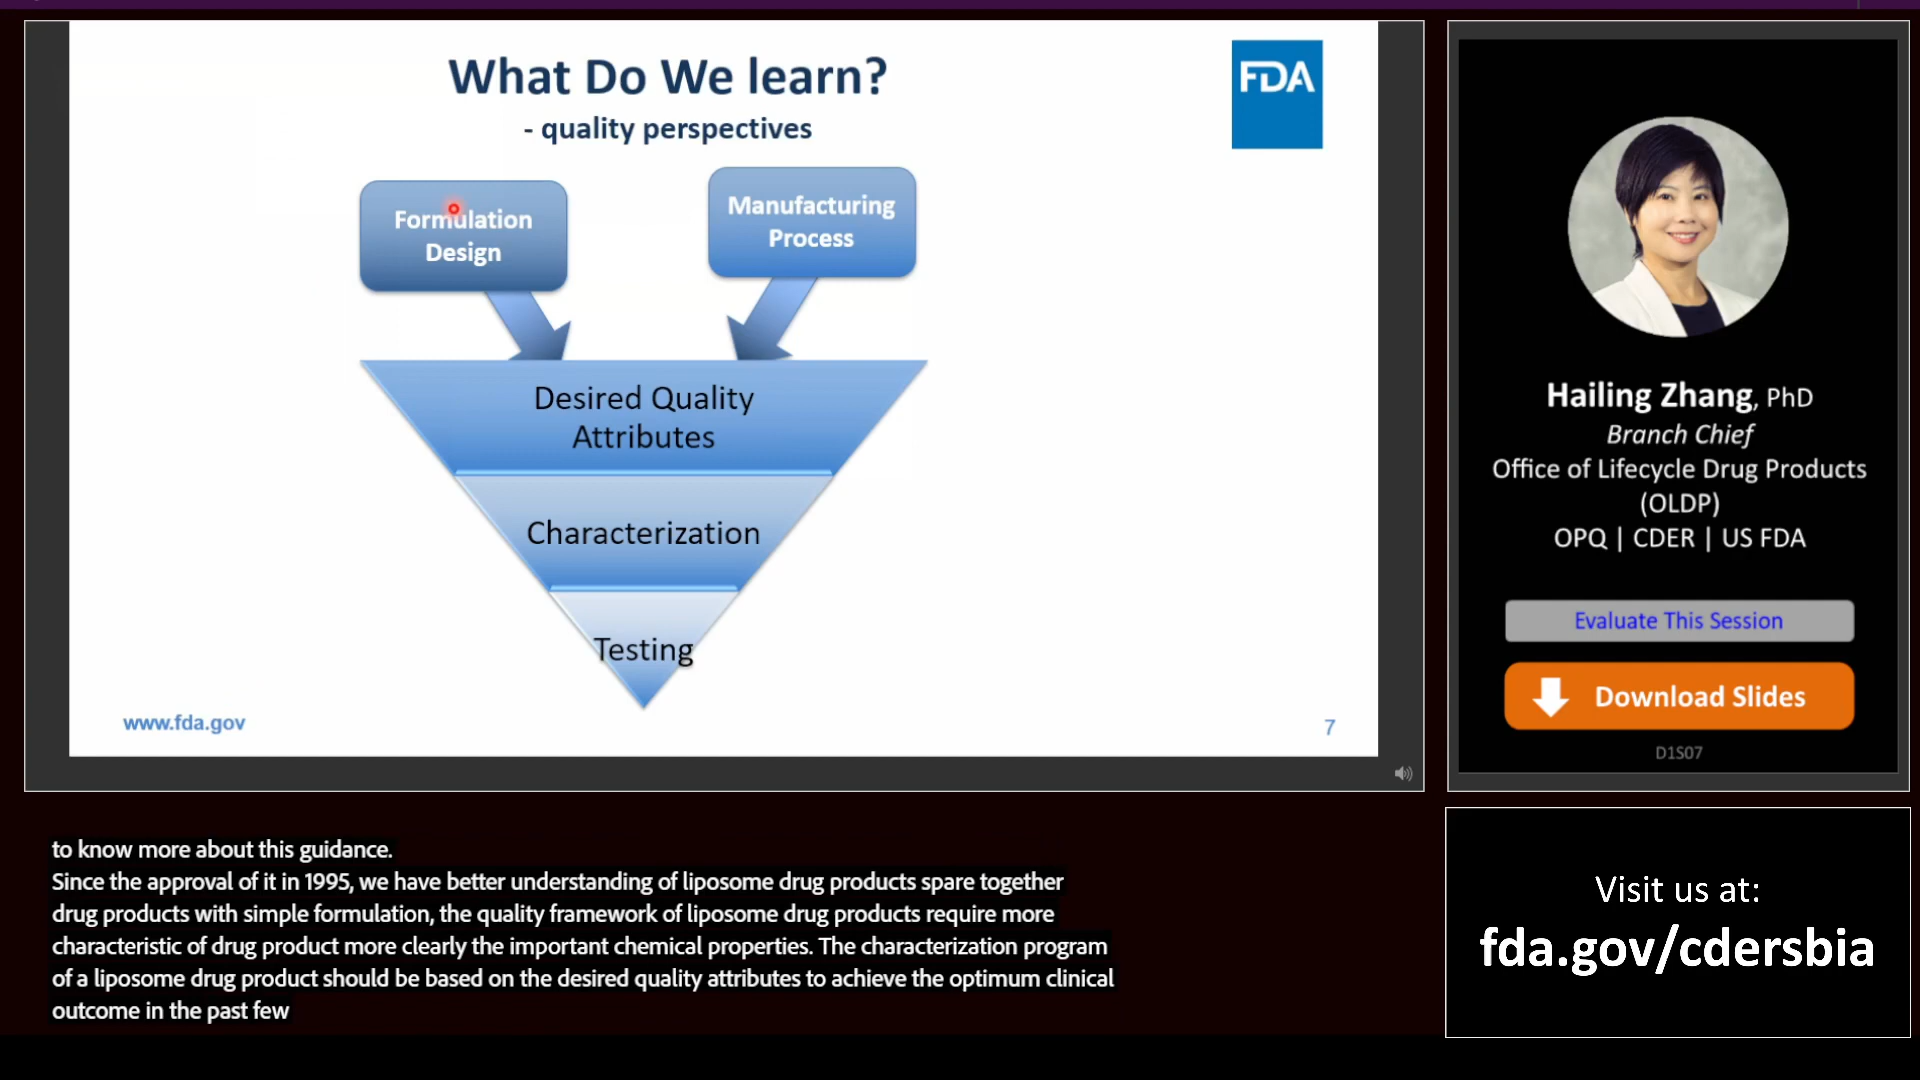 What Do We learn?
- quality perspectives
FDA
Formulation
Design
Manufacturing
Process
Desired Quality
Attributes
Characterization
Testing
www.fda.gov
7
Hailing Zhang, PhD
Branch Chief
Office of Lifecycle Drug Products
(OLDP)
OPQ | CDER | US FDA
Evaluate This Session
Download Slides
D1S07
to know more about this guidance.
Since the approval of it in 1995, we have better understanding of liposome drug products spare together
drug products with simple formulation, the quality framework of liposome drug products require more
characteristic of drug product more clearly the important chemical properties. The characterization program
of a liposome drug product should be based on the desired quality attributes to achieve the optimum clinical
outcome in the past few
Visit us at:
fda.gov/cdersbia